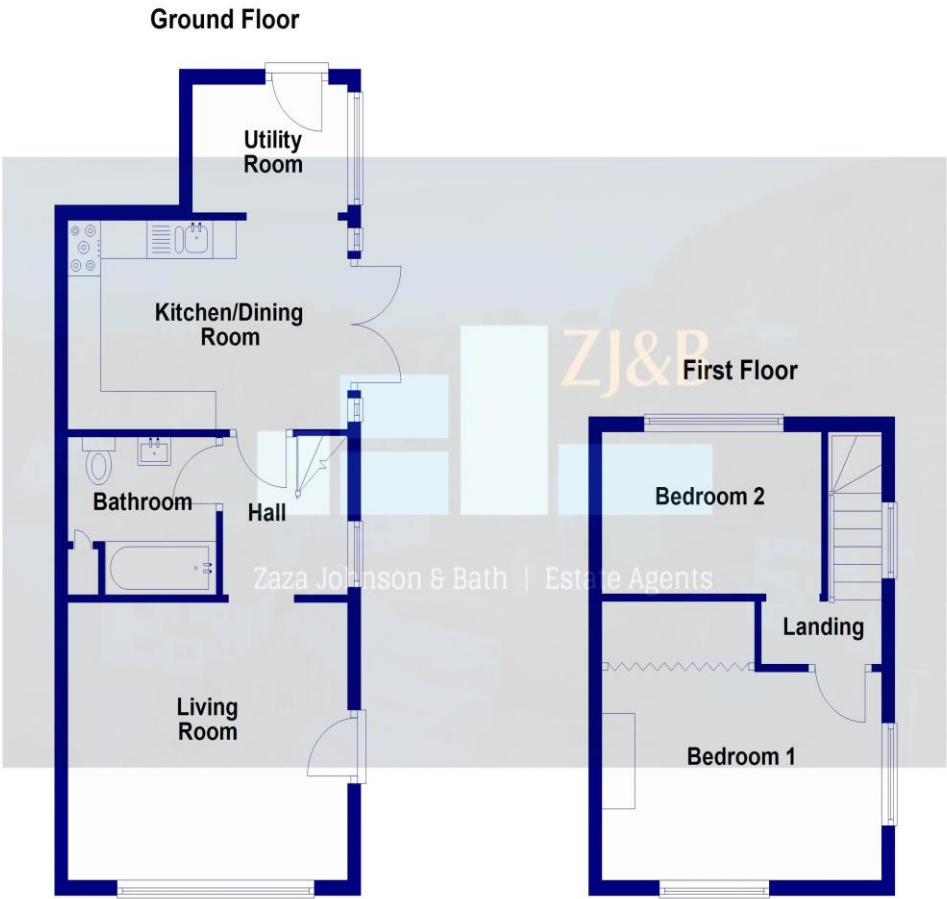 Ground Floor
Utility
Room
Kitchen/Dining
Room
ZJ&B
First Floor
Bathroom
Hall
Bedroom 2
Zaza Johnson & Bath | Estate Agents
Landing
Living
Room
Bedroom 1